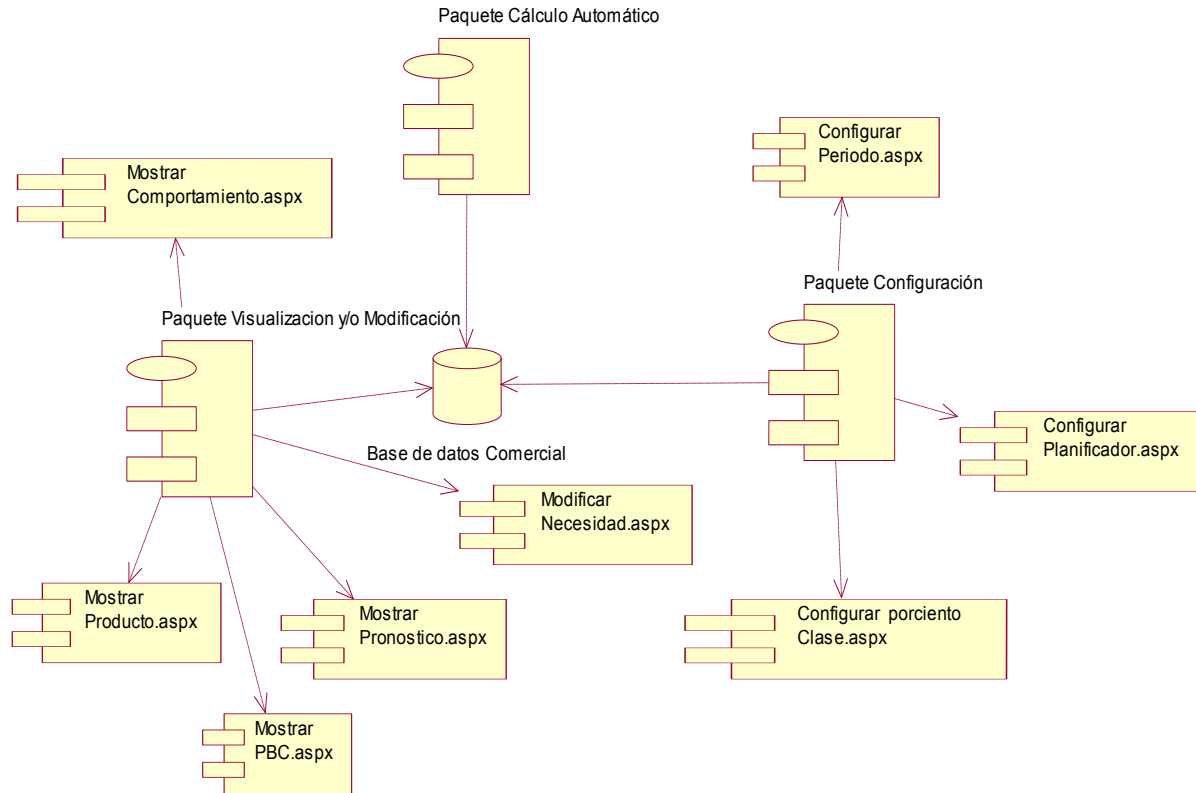 Paquete Cálculo Automático
Configurar
Periodo.aspx
Mostrar
Comportamiento.aspx
Paquete Configuración
Paquete Visualizacion y/o Modificación
Configurar
Planificador.aspx
Base de datos Comercial
Modificar
Necesidad.aspx
Mostrar
Producto.aspx
Mostrar
Pronostico.aspx
Configurar porciento
Clase.aspx
Mostrar
PBC.aspx